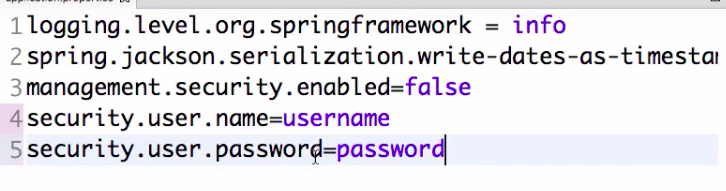 1 logging.level.org.springframework = info
2 spring.jackson.serialization.write-dates-as-timestam
3 management.security.enabled=false
4 security.user.name=username
5 security.user.password=password